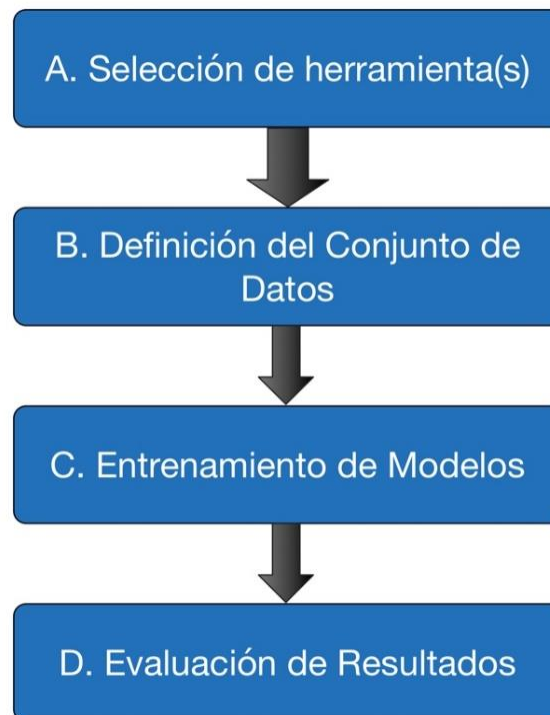 A. Selección de herramienta(s)
B. Definición del Conjunto de
Datos
C. Entrenamiento de Modelos
D. Evaluación de Resultados